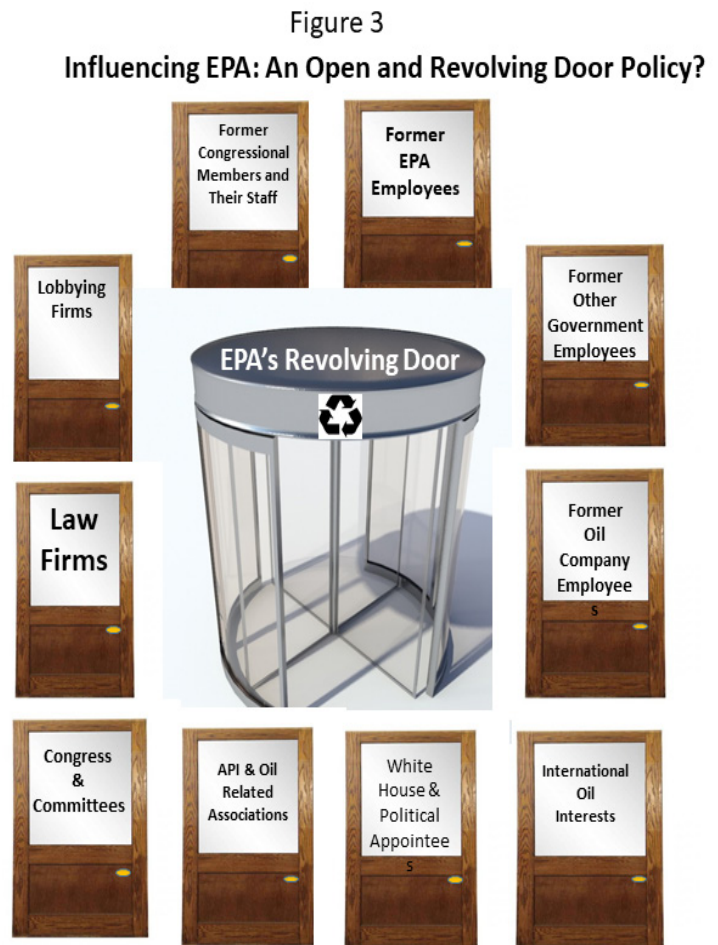 Figure 3
Influencing EPA: An Open and Revolving Door Policy?
Former
Congressional
Members and
Their Staff
Former
EPA
Employees
Lobbying
Firms
Former
Other
Government
Employees
EPA's Revolving Door
Law
Firms
Former
Oil
Company
Employee
s
Congress
&
Committees
API & Oil
Related
Associations
White
House &
Political
Appointee
s
International
Oil
Interests